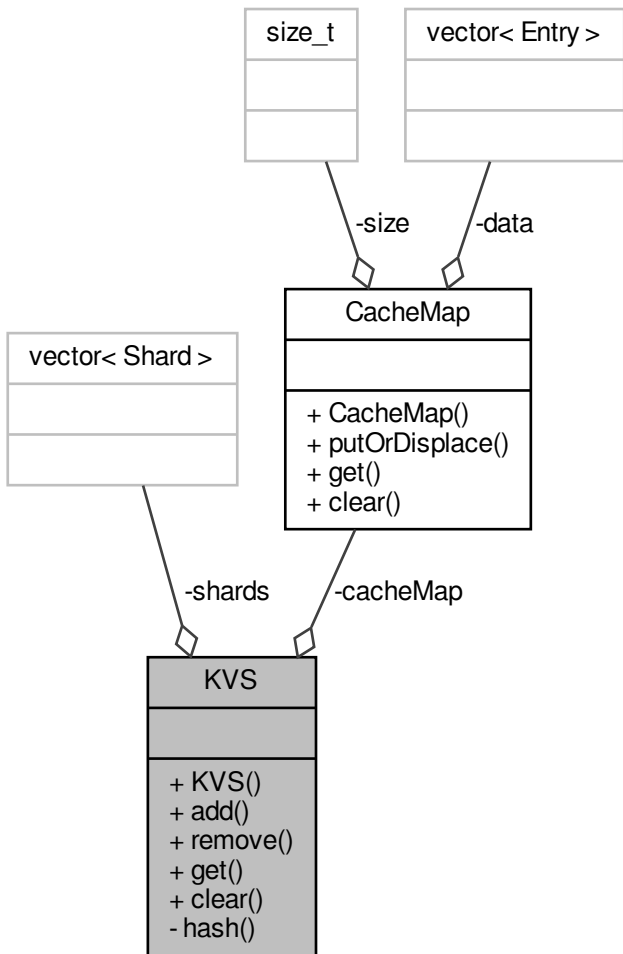 size_t
vector< Entry >
-size
-data
CacheMap
+ CacheMap()
+ putOrDisplace()
+ get()
+ clear()
vector< Shard >
-shards
-cacheMap
KVS
+ KVS()
+ add()
+ remove()
+ get()
+ clear()
- hash()